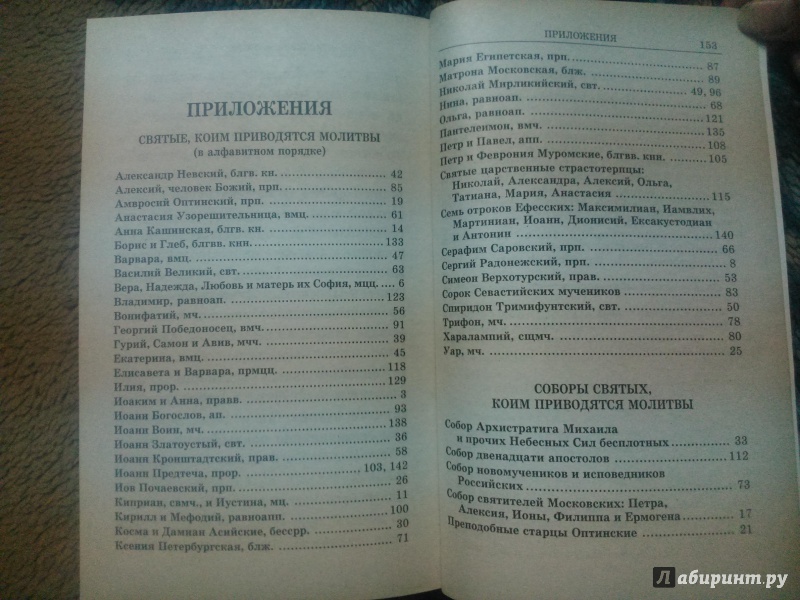 ПРИЛОЖЕНИЯ
СВЯТЫЕ, КОИМ ПРИВОДЯТСЯ МОЛИТВЫ
(в алфавитном порядке)
Александр Невский, блгв. кн. 42
Алексий, человек Божий, прп. 85
Амвросий Оптинский, прп. 19
Анастасия Узорешительница, вмц. 61
Анна Кашинская, блгв. кн. 14
Борис и Глеб, блгвв. кнн. 133
Варвара, вмц. 47
Василий Великий, свт. 63
Вера, Надежда, Любовь и матерь их София, мцц. 6
Владимир, равноап. 123
Вонифатий, мч. 56
Георгий Победоносец, вмч. 91
Гурий, Самон и Авив, мчч. 39
Екатерина, вмц. 45
Елисавета и Варвара, прмцц. 118
Илия, прор. 129
Иоаким и Анна, правв. 3
Иоанн Богослов, ап. 93
Иоанн Воин, мч. 138
Иоанн Златоустый, свт. 36
Иоанн Кронштадтский, прав. 58
Иоанн Предтеча, прор. 103, 142
Иов Почаевский, прп. 26
Киприан, свмч., и Иустина, мц. 11
Кирилл и Мефодий, равноапп. 100
Косма и Дамиан Асийские, бессрр. 30
Ксения Петербургская, блж. 71
ПРИЛОЖЕНИЯ 153
Мария Египетская, прп. 87
Матрона Московская, блж. 89
Николай Мирликийский, свт. 49, 96
Нина, равноап. 68
Ольга, равноап. 121
Пантелеимон, вмч. 135
Петр и Павел, апп. 108
Петр и Феврония Муромские, блгвв. кнн. 105
Святые царственные страстотерпцы:
Николай, Александра, Алексий, Ольга,
Татиана, Мария, Анастасия 115
Семь отроков Ефесских: Максимилиан, Иамвлих,
Мартиниан, Иоанн, Дионисий, Ексакустодиан
и Антонин 140
Серафим Саровский, прп. 66
Сергий Радонежский, прп. 8
Симеон Верхотурский, прав. 53
Сорок Севастийских мучеников 83
Спиридон Тримифунтский, свт. 50
Трифон, мч. 78
Харалампий, сщмч. 80
Уар, мч. 25
СОБОРЫ СВЯТЫХ,
КОИМ ПРИВОДЯТСЯ МОЛИТВЫ
Собор Архистратига Михаила
и прочих Небесных Сил бесплотных 33
Собор двенадцати апостолов 112
Собор новомучеников и исповедников
Российских 73
Собор святителей Московских: Петра,
Алексия, Ионы, Филиппа и Ермогена 17
Преподобные старцы Оптинские 21
Лабиринт.ру